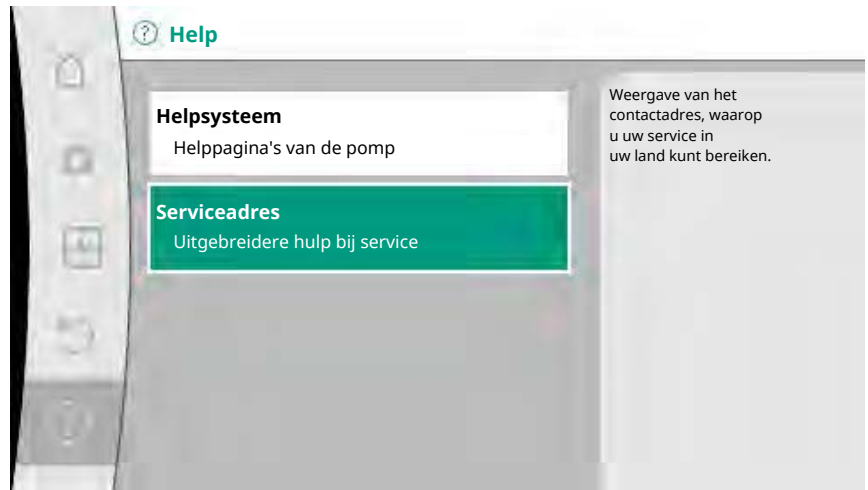 Help
Helpsysteem
Helppagina's van de pomp
Serviceadres
Uitgebreidere hulp bij service
Weergave van het
contactadres, waarop
u uw service in
uw land kunt bereiken.